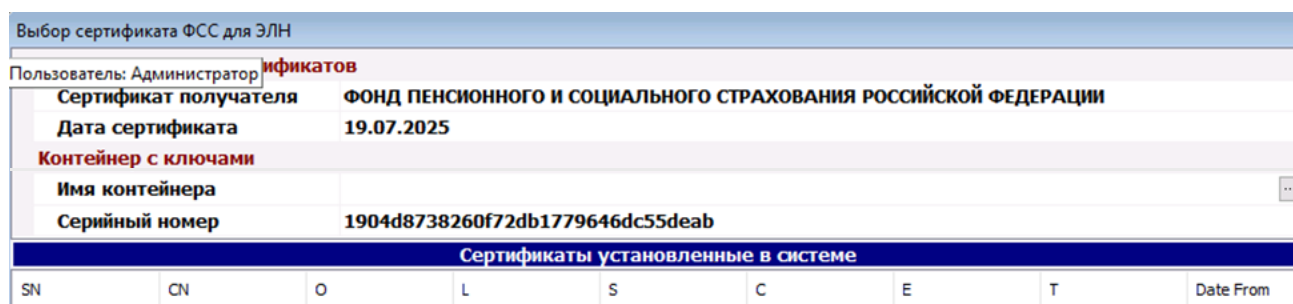 Выбор сертификата ФСС для ЭЛН
Пользователь: Администратор
ификатов
Сертификат получателя ФОНД ПЕНСИОННОГО И СОЦИАЛЬНОГО СТРАХОВАНИЯ РОССИЙСКОЙ ФЕДЕРАЦИИ
Дата сертификата 19.07.2025
Контейнер с ключами
Имя контейнера
Серийный номер 1904d8738260f72db1779646dc55deab
Сертификаты установленные в системе
SN CN O L S C E T Date From